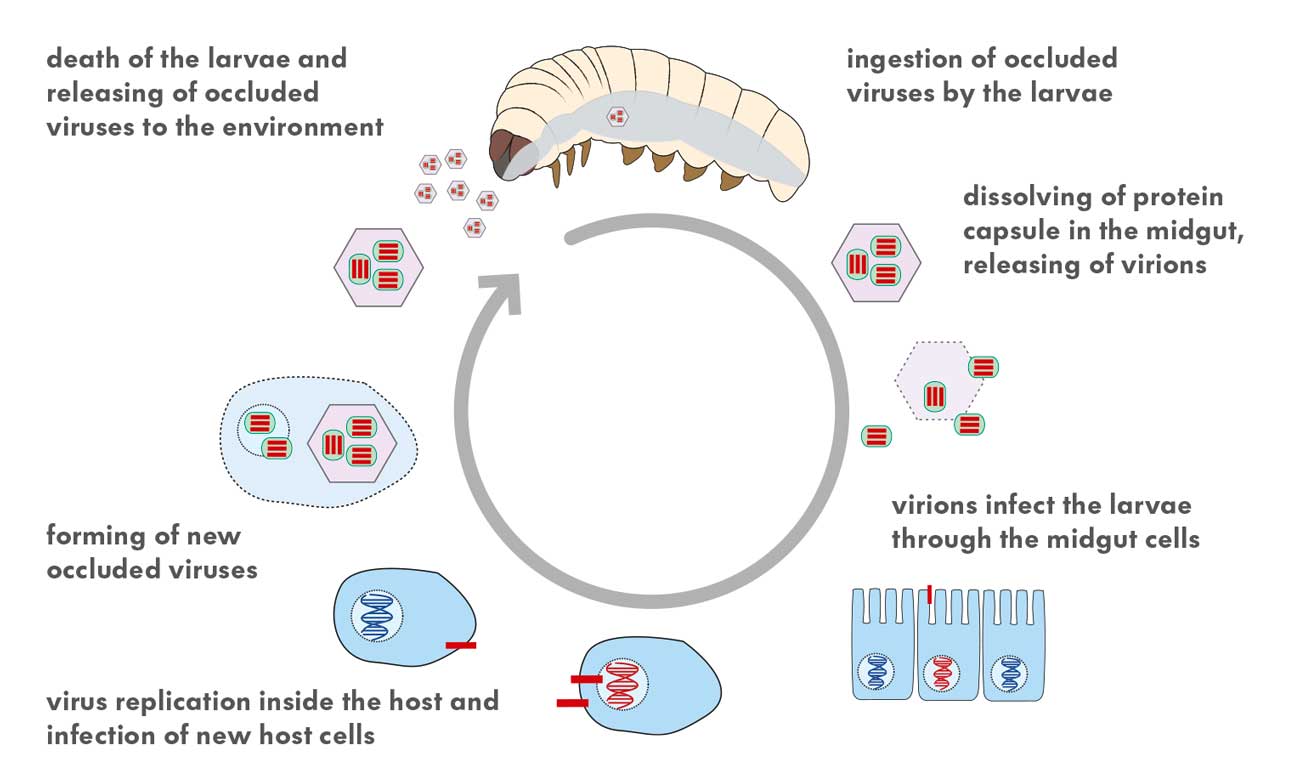 death of the larvae and
releasing of occluded
viruses to the environment
ingestion of occluded
viruses by the larvae
dissolving of protein
capsule in the midgut,
releasing of virions
virions infect the larvae
through the midgut cells
forming of new
occluded viruses
virus replication inside the host and
infection of new host cells